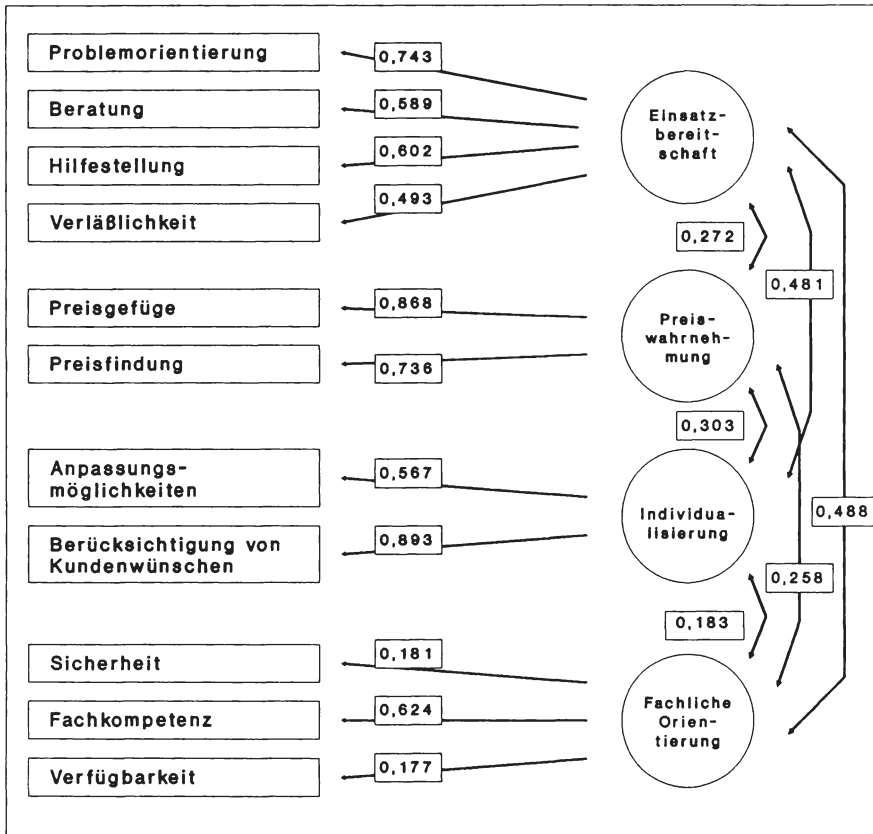 Problemorientierung
0,743
Beratung
0,589
Hilfestellung
0,602
Verläßlichkeit
0,493
Einsatz-
bereit-
schaft
0,272
0,481
Preisgefüge
0,868
Preisfindung
0,736
Preis-
wahrneh-
mung
0,303
Anpassungs-
möglichkeiten
0,567
Berücksichtigung von
Kundenwünschen
0,893
Individua-
lisierung
0,488
0,258
0,183
Sicherheit
0,181
Fachkompetenz
0,624
Verfügbarkeit
0,177
Fachliche
Orien-
tierung